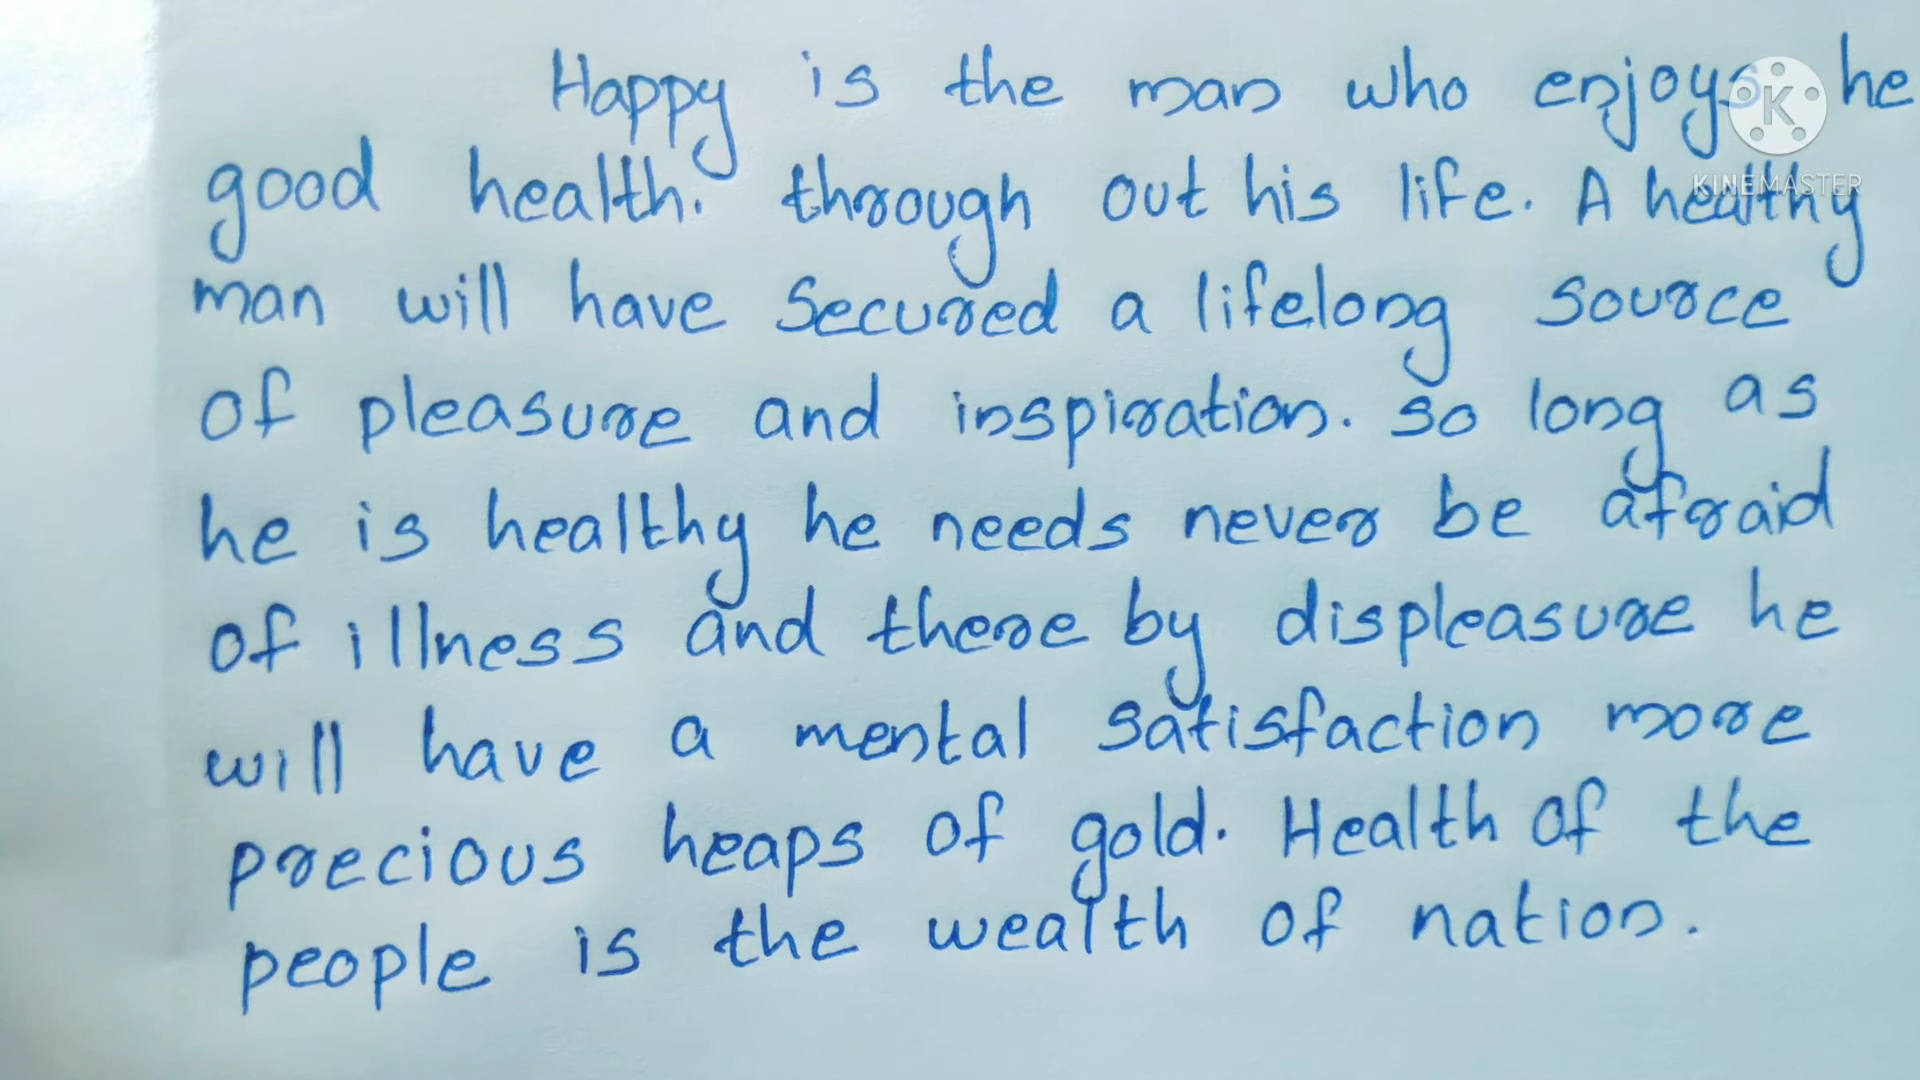 Happy is the man who enjoys he
good health. through out his life. A healthy
man will have secured a lifelong source
of pleasure and inspiration. so long as
he is healthy he needs never be afraid
of illness and there by displeasure he
will have a mental satisfaction more
precious heaps of gold. Health of the
people is the wealth of nation.
K
KINEMASTER